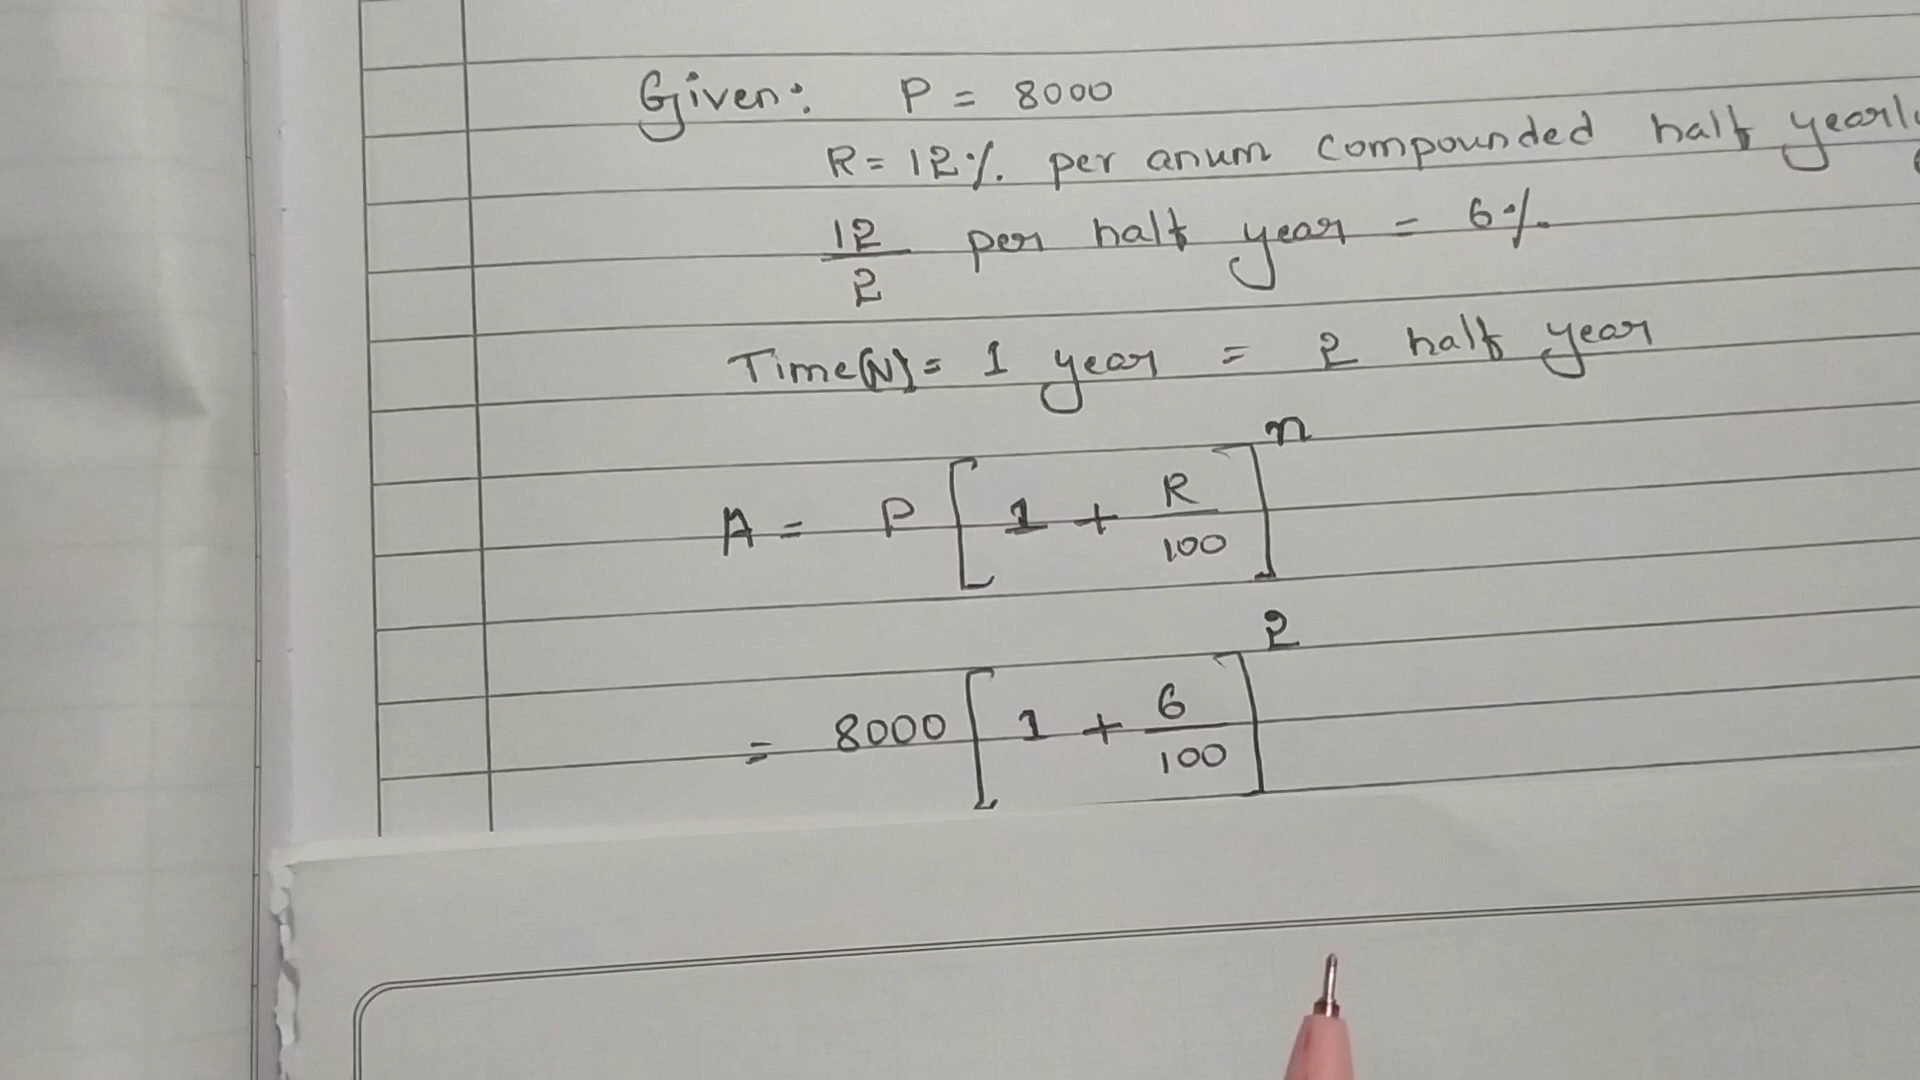 Given: P = 8000
R = 12% per anum compounded half yearly
12/2 per half year = 6%
Time(N) = 1 year = 2 half year
A = P [1 + R/100]^n
= 8000 [1 + 6/100]^2